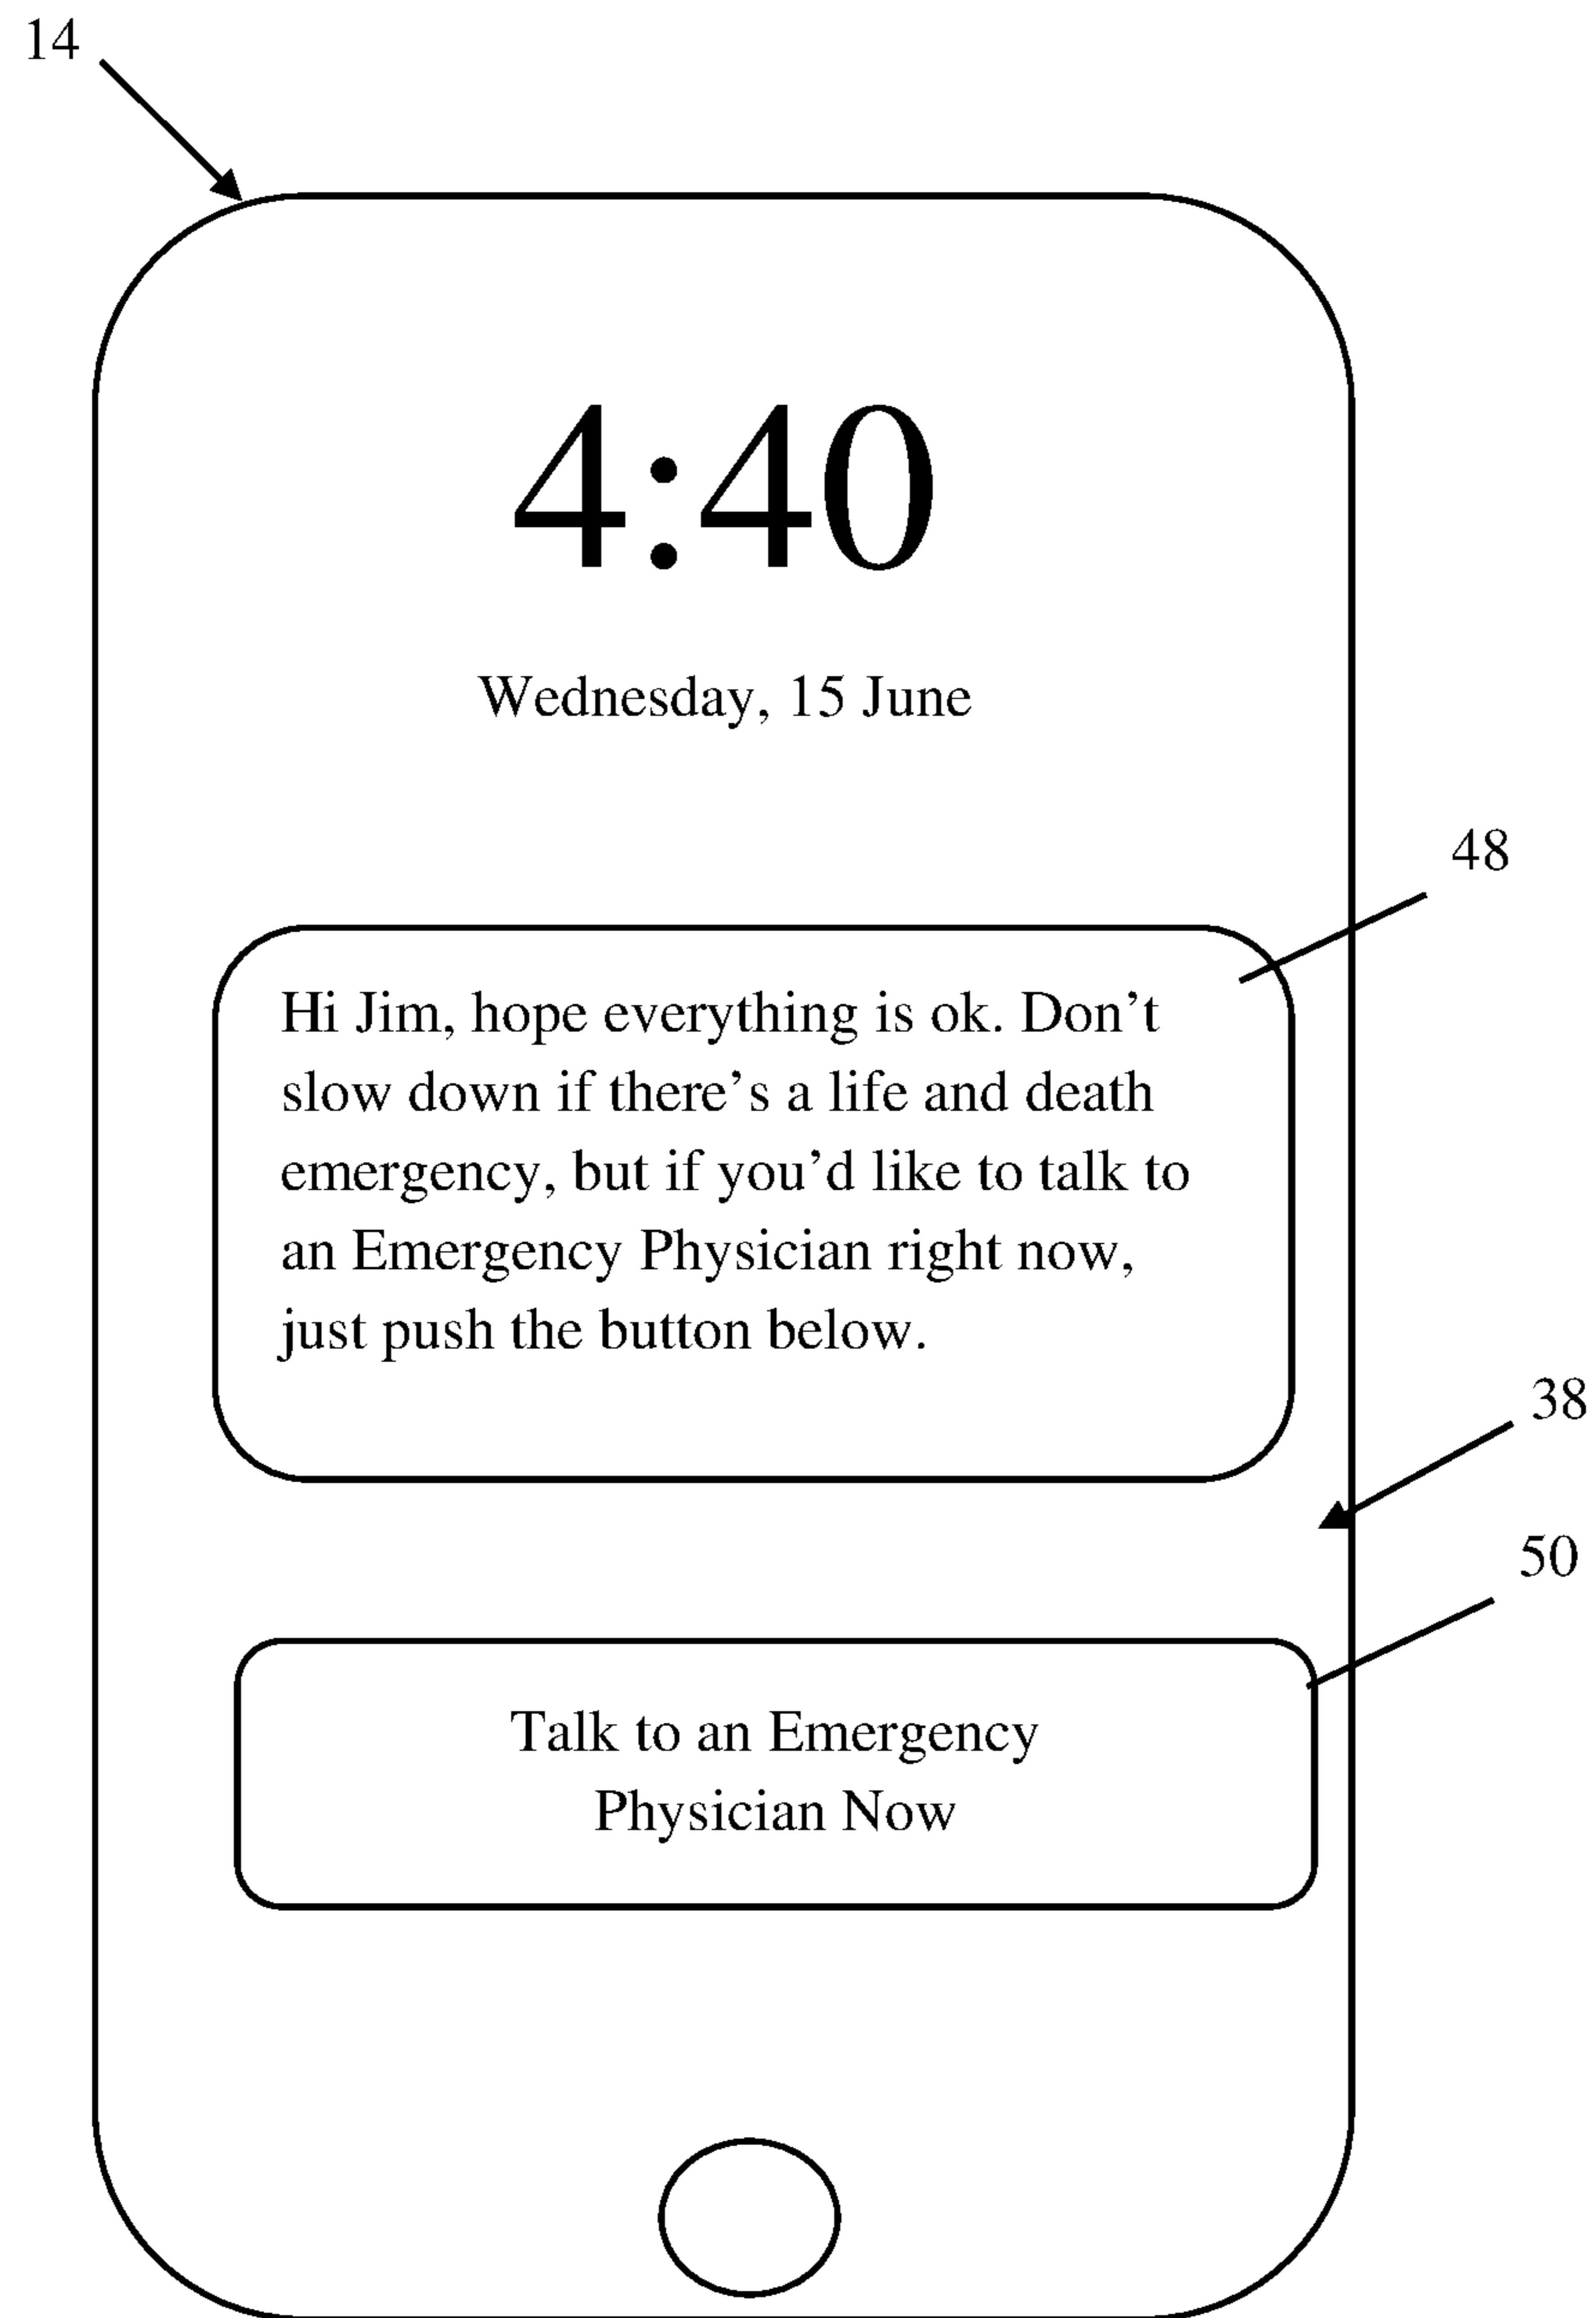 14
4:40
Wednesday, 15 June
48
Hi Jim, hope everything is ok. Don’t
slow down if there’s a life and death
emergency, but if you’d like to talk to
an Emergency Physician right now,
just push the button below.
38
50
Talk to an Emergency
Physician Now